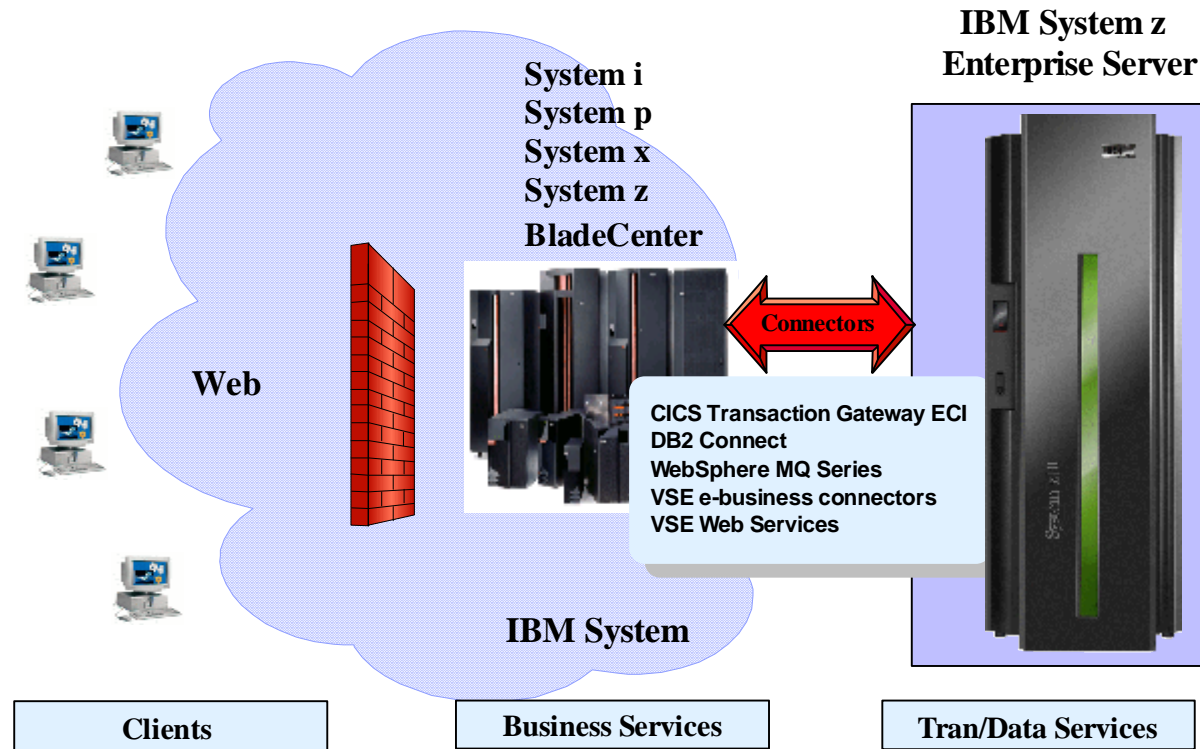 IBM System z
Enterprise Server
System i
System p
System x
System z
BladeCenter
Connectors
Web
CICS Transaction Gateway ECI
DB2 Connect
WebSphere MQ Series
VSE e-business connectors
VSE Web Services
IBM System
Clients
Business Services
Tran/Data Services